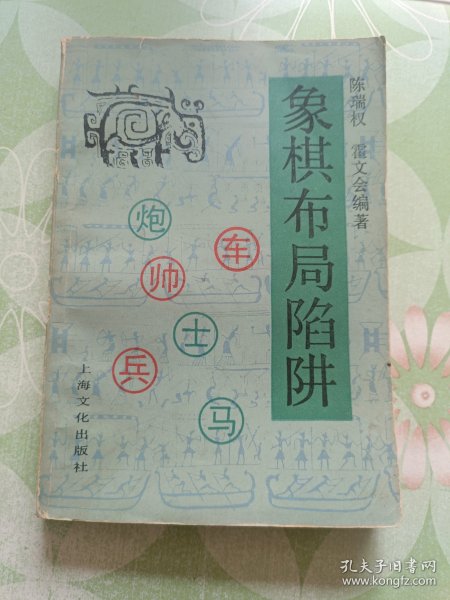 象棋布局陷阱
陈瑞权 霍文会编著
炮
车
帅
士
兵
马
上海文化出版社
孔夫子旧书网
www.kongfz.com